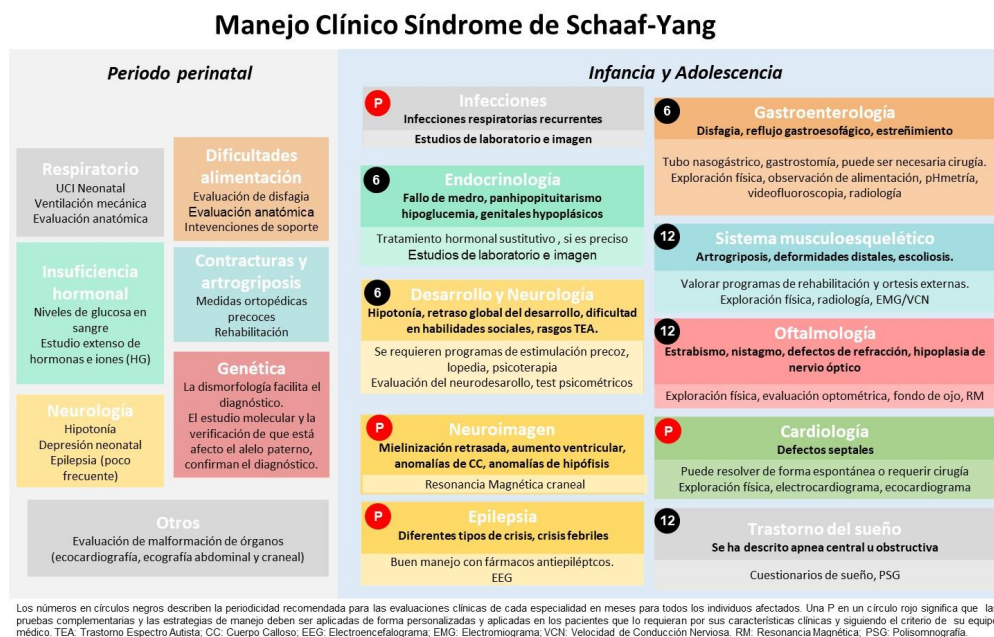 Manejo Clínico Síndrome de Schaaf-Yang
Periodo perinatal
Respiratorio
UCI Neonatal
Ventilación mecánica
Evaluación anatómica
Dificultades
alimentación
Evaluación de disfagia
Evaluación anatómica
Intevenciones de soporte
Insuficiencia
hormonal
Niveles de glucosa en
sangre
Estudio extenso de
hormonas e iones (HG)
Contracturas y
artrogriposis
Medidas ortopédicas
precoces
Rehabilitación
Neurología
Hipotonía
Depresión neonatal
Epilepsia (poco
frecuente)
Genética
La dismorfología facilita el
diagnóstico.
El estudio molecular y la
verificación de que está
afecto el alelo paterno,
confirman el diagnóstico.
Otros
Evaluación de malformación de órganos
(ecocardiografía, ecografía abdominal y craneal)
Infancia y Adolescencia
P
Infecciones
Infecciones respiratorias recurrentes
Estudios de laboratorio e imagen
6
Endocrinología
Fallo de medro, panhipopituitarismo
hipoglucemia, genitales hypoplásicos
Tratamiento hormonal sustitutivo , si es preciso
Estudios de laboratorio e imagen
6
Desarrollo y Neurología
Hipotonía, retraso global del desarrollo, dificultad
en habilidades sociales, rasgos TEA.
Se requieren programas de estimulación precoz,
lopedia, psicoterapia
Evaluación del neurodesarollo, test psicométricos
P
Neuroimagen
Mielinización retrasada, aumento ventricular,
anomalías de CC, anomalías de hipófisis
Resonancia Magnética craneal
P
Epilepsia
Diferentes tipos de crisis, crisis febriles
Buen manejo con fármacos antiepiléptcos.
EEG
6
Gastroenterología
Disfagia, reflujo gastroesofágico, estreñimiento
Tubo nasogástrico, gastrostomía, puede ser necesaria cirugía.
Exploración física, observación de alimentación, pHmetría,
videofluoroscopia, radiología
12
Sistema musculoesquelético
Artrogriposis, deformidades distales, escoliosis.
Valorar programas de rehabilitación y ortesis externas.
Exploración física, radiología, EMG/VCN
12
Oftalmología
Estrabismo, nistagmo, defectos de refracción, hipoplasia de
nervio óptico
Exploración física, evaluación optométrica, fondo de ojo, RM
P
Cardiología
Defectos septales
Puede resolver de forma espontánea o requerir cirugía
Exploración física, electrocardiograma, ecocardiograma
12
Trastorno del sueño
Se ha descrito apnea central u obstructiva
Cuestionarios de sueño, PSG
Los números en círculos negros describen la periodicidad recomendada para las evaluaciones clínicas de cada especialidad en meses para todos los individuos afectados. Una P en un círculo rojo significa que
pruebas complementarias y las estrategias de manejo deben ser aplicadas de forma personalizada y aplicadas en los pacientes que lo requieran por sus características clínicas y siguiendo el criterio de su
médico. TEA: Trastorno Espectro Autista; CC: Cuerpo Calloso; EEG: Electroencefalograma; EMG: Electromiograma; VCN: Velocidad de Conducción Nerviosa. RM: Resonancia Magnética; PSG: Polisomnografía.